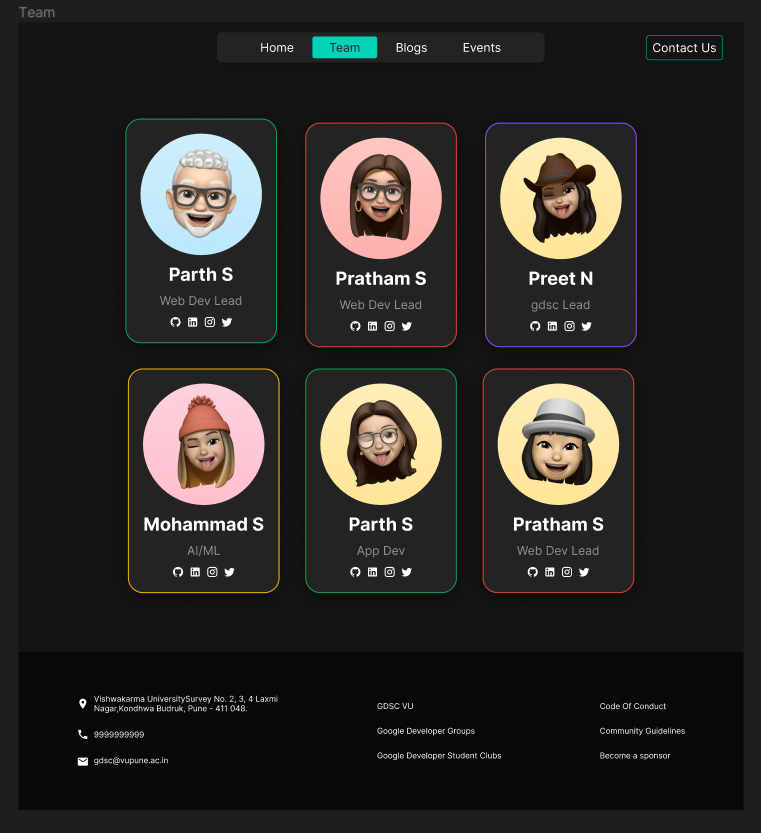 Team
Home Team Blogs Events Contact Us
Parth S
Web Dev Lead
Pratham S
Web Dev Lead
Preet N
gdsc Lead
Mohammad S
AI/ML
Parth S
App Dev
Pratham S
Web Dev Lead
Vishwakarma UniversitySurvey No. 2, 3, 4 Laxmi
Nagar,Kondhwa Budruk, Pune - 411 048.
9999999999
gdsc@vupune.ac.in
GDSC VU
Google Developer Groups
Google Developer Student Clubs
Code Of Conduct
Community Guidelines
Become a sponsor